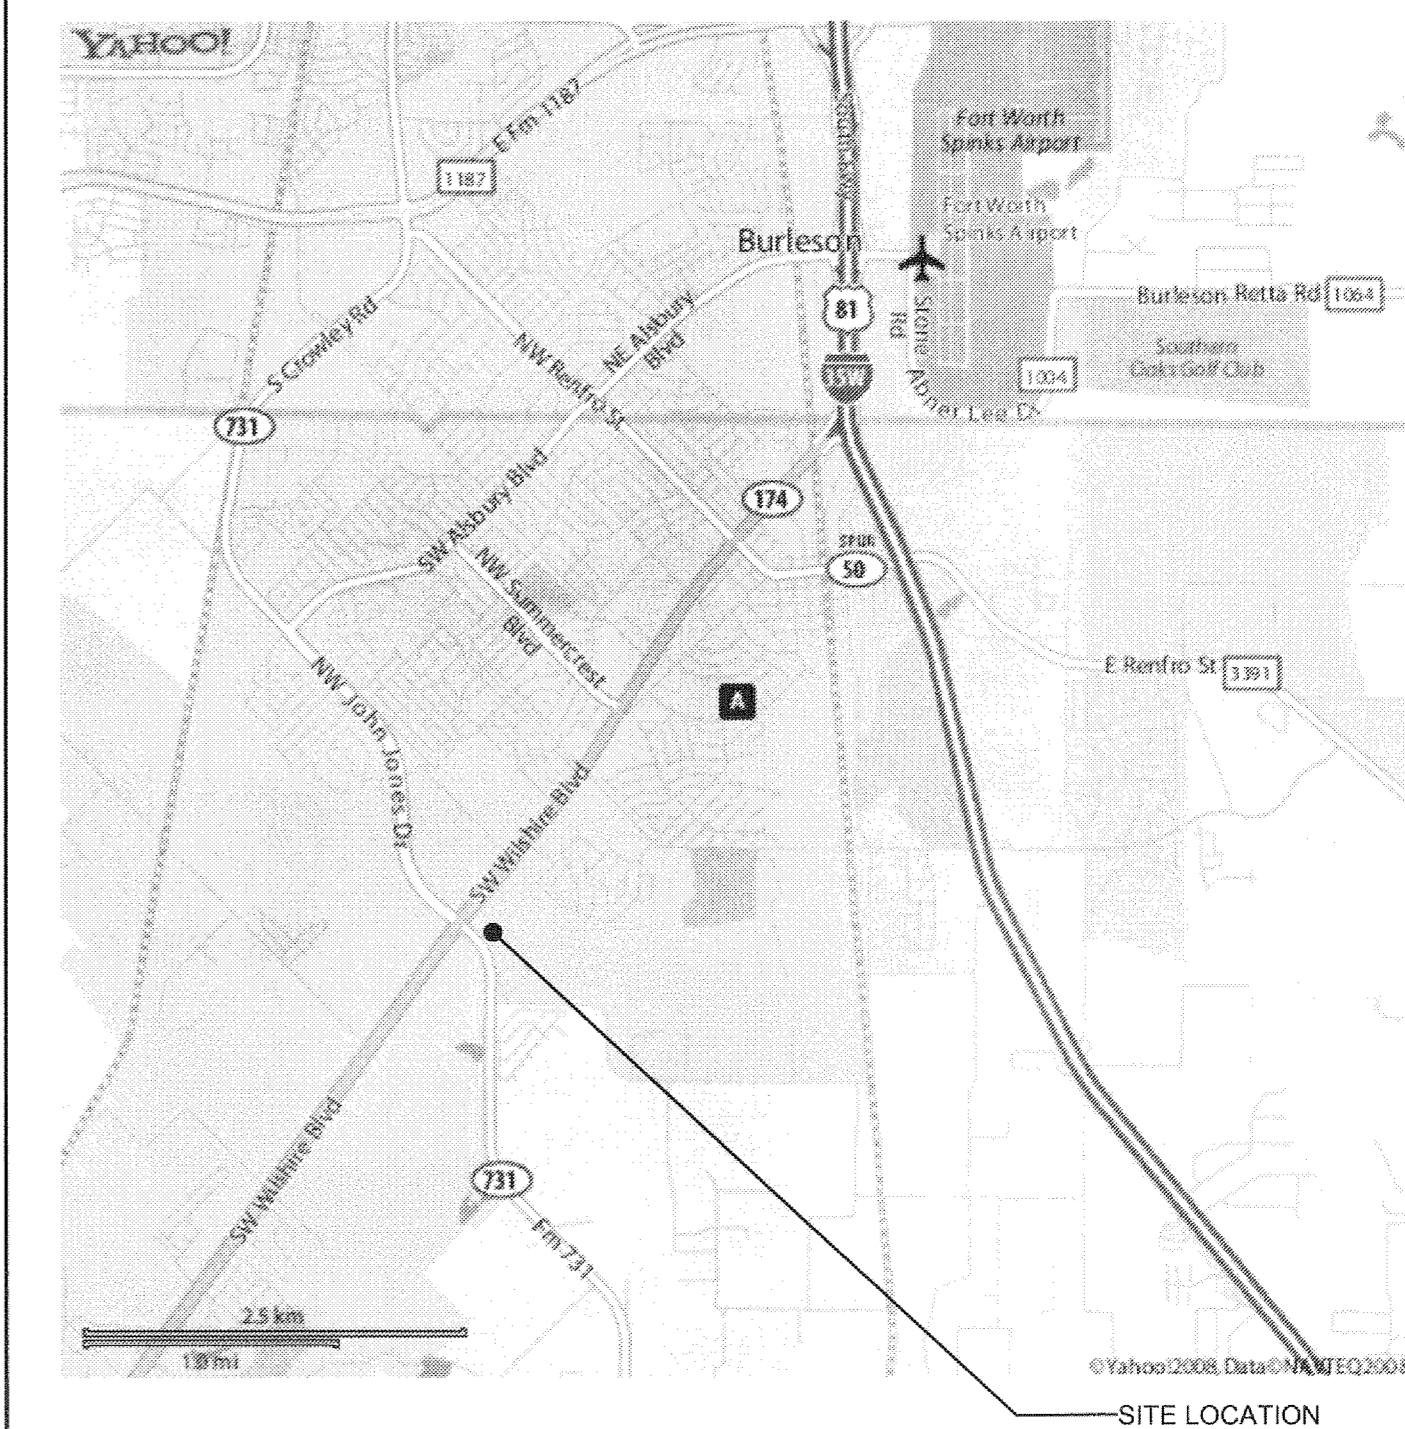 YAHOO!
E Fm 1187
1187
Fort Worth
Spinks Airport
Fort Worth
Spinks Airport
Burleson
81
Burleson Retta Rd
1064
S Crowley Rd
NW Renfro St
NE Alsbury
Blvd
Stone
Rd
Southern
Oaks Golf Club
35W
Abner Lee Dr
731
SW Alsbury Blvd
174
SPUR
50
NW Summercrest
Blvd
E Renfro St
3391
NW John Jones Dr
A
SW Wilshire Blvd
731
SW Wilshire Blvd
Fm 731
2.5 km
1.0 mi
©Yahoo!2008, Data©NAVTEQ2008
SITE LOCATION